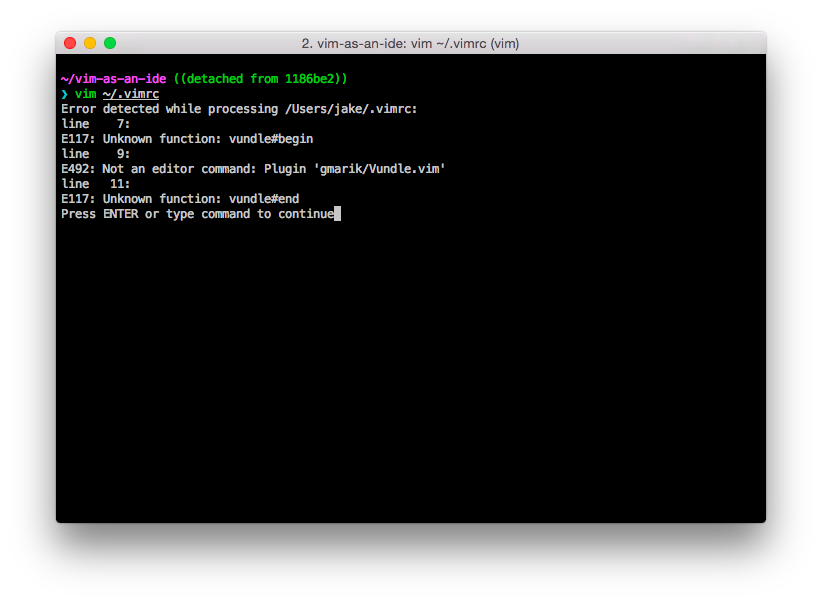 2. vim-as-an-ide: vim ~/.vimrc (vim)
~/vim-as-an-ide ((detached from 1186be2))
❯ vim ~/.vimrc
Error detected while processing /Users/jake/.vimrc:
line    7:
E117: Unknown function: vundle#begin
line    9:
E492: Not an editor command: Plugin 'gmarik/Vundle.vim'
line   11:
E117: Unknown function: vundle#end
Press ENTER or type command to continue